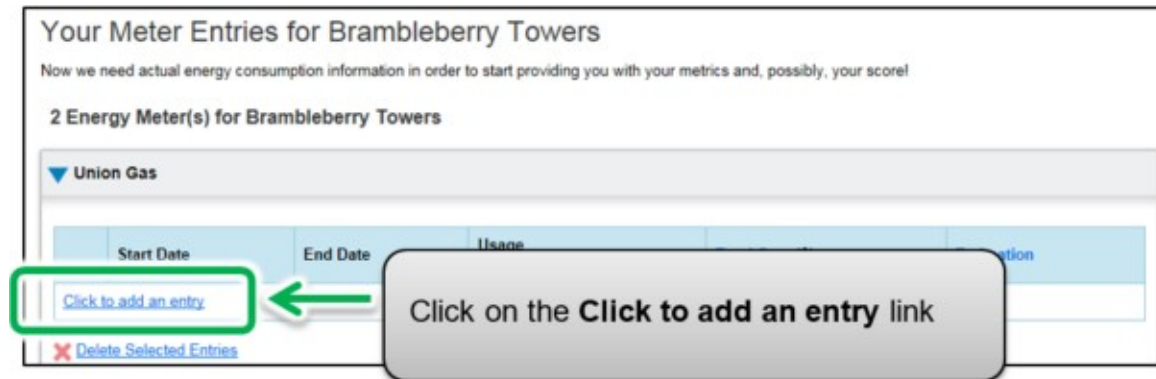 Your Meter Entries for Brambleberry Towers
Now we need actual energy consumption information in order to start providing you with your metrics and, possibly, your score!
2 Energy Meter(s) for Brambleberry Towers
Union Gas
Start Date End Date Usage
Click to add an entry
Click on the Click to add an entry link
Delete Selected Entries